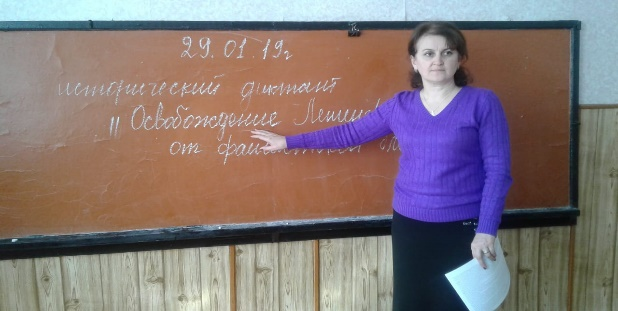 29.01.19г
исторический диктант
„ Освобождение
от